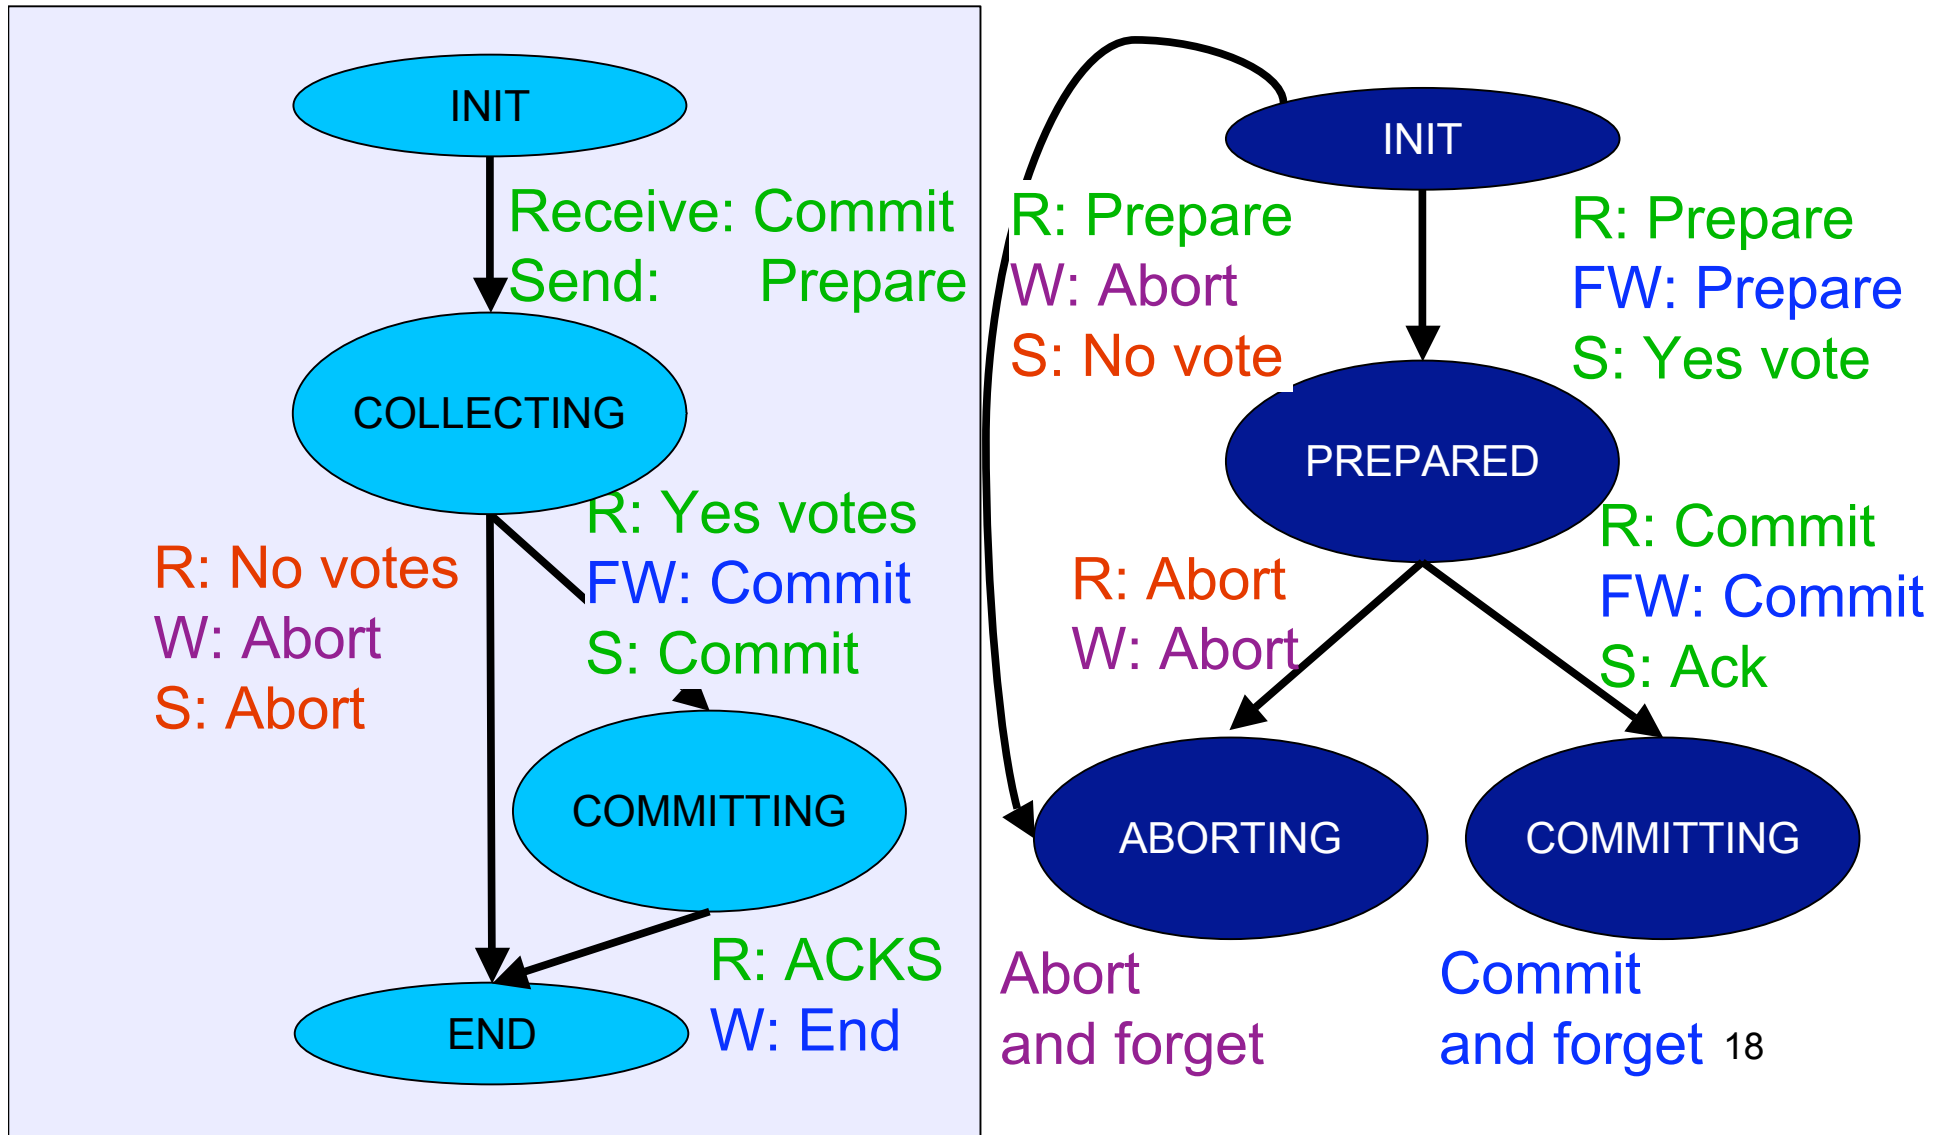 INIT
Receive: Commit
Send: Prepare
COLLECTING
R: Yes votes
FW: Commit
S: Commit
R: No votes
W: Abort
S: Abort
COMMITTING
R: ACKS
W: End
END
INIT
R: Prepare
W: Abort
S: No vote
R: Prepare
FW: Prepare
S: Yes vote
PREPARED
R: Abort
W: Abort
R: Commit
FW: Commit
S: Ack
ABORTING
COMMITTING
Abort
and forget
Commit
and forget
18